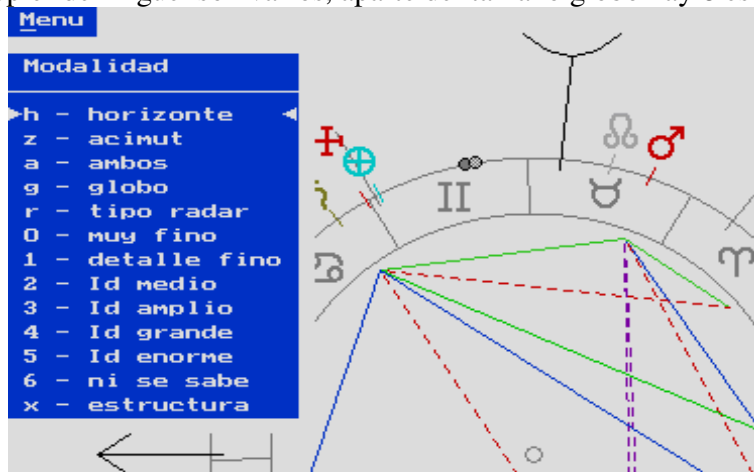 Menu
Modalidad
h - horizonte
z - acimut
a - ambos
g - globo
r - tipo radar
0 - muy fino
1 - detalle fino
2 - Id medio
3 - Id amplio
4 - Id grande
5 - Id enorme
6 - ni se sabe
x - estructura